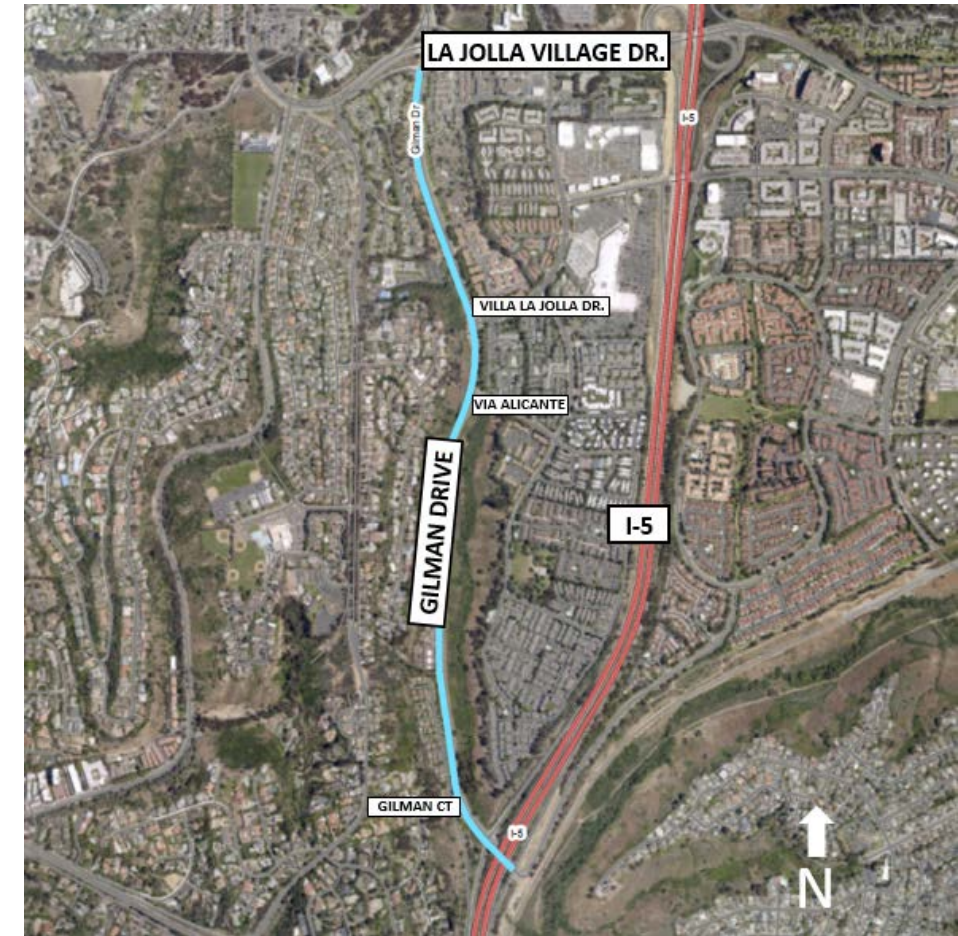 LA JOLLA VILLAGE DR.
Gilman Dr
I-5
VILLA LA JOLLA DR.
VIA ALICANTE
GILMAN DRIVE
I-5
GILMAN CT
I-5
N